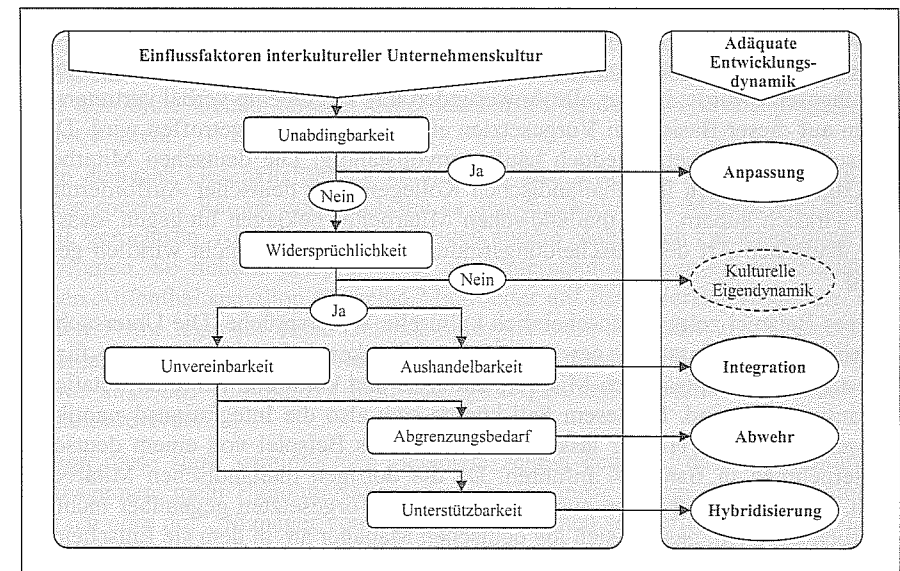 Einflussfaktoren interkultureller Unternehmenskultur
Adäquate
Entwicklungs-
dynamik
Unabdingbarkeit
Ja
Anpassung
Nein
Widersprüchlichkeit
Nein
Kulturelle
Eigendynamik
Ja
Unvereinbarkeit
Aushandelbarkeit
Integration
Abgrenzungsbedarf
Abwehr
Unterstützbarkeit
Hybridisierung